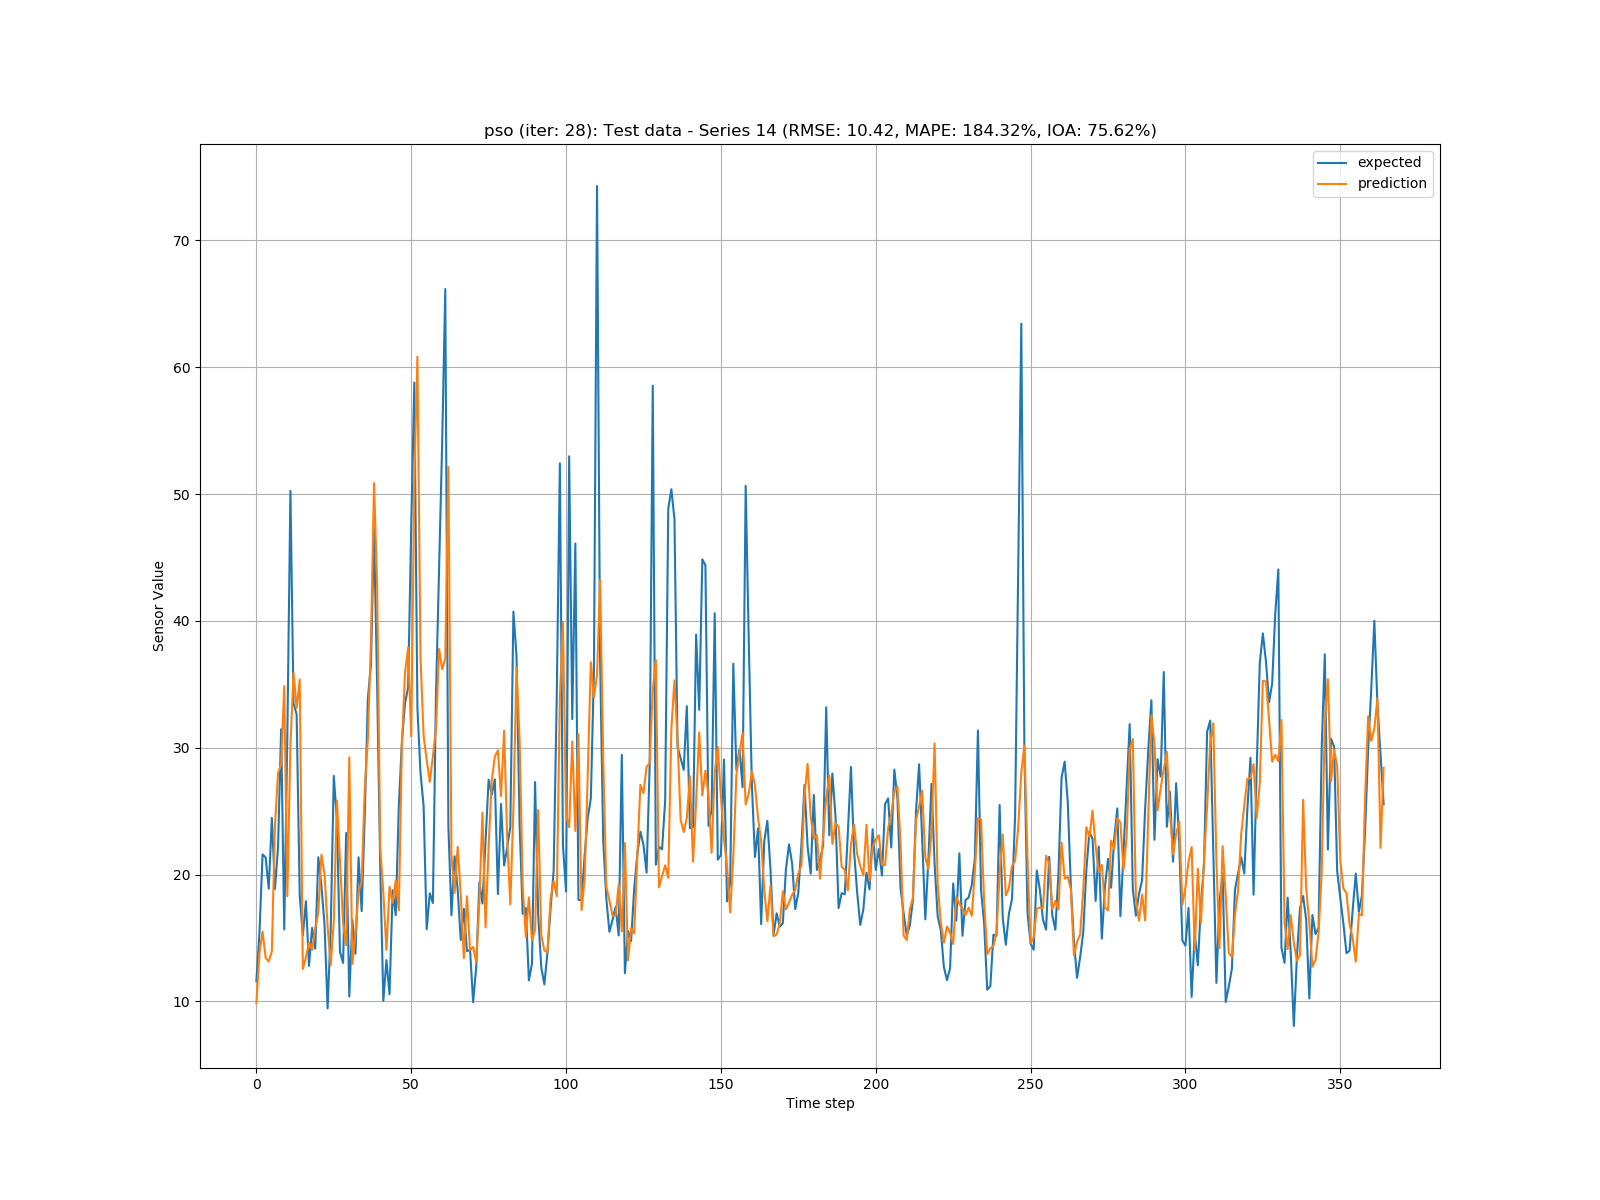 pso (iter: 28): Test data - Series 14 (RMSE: 10.42, MAPE: 184.32%, IOA: 75.62%)
expected
prediction
70
60
50
40
30
20
10
Sensor Value
0 50 100 150 200 250 300 350
Time step